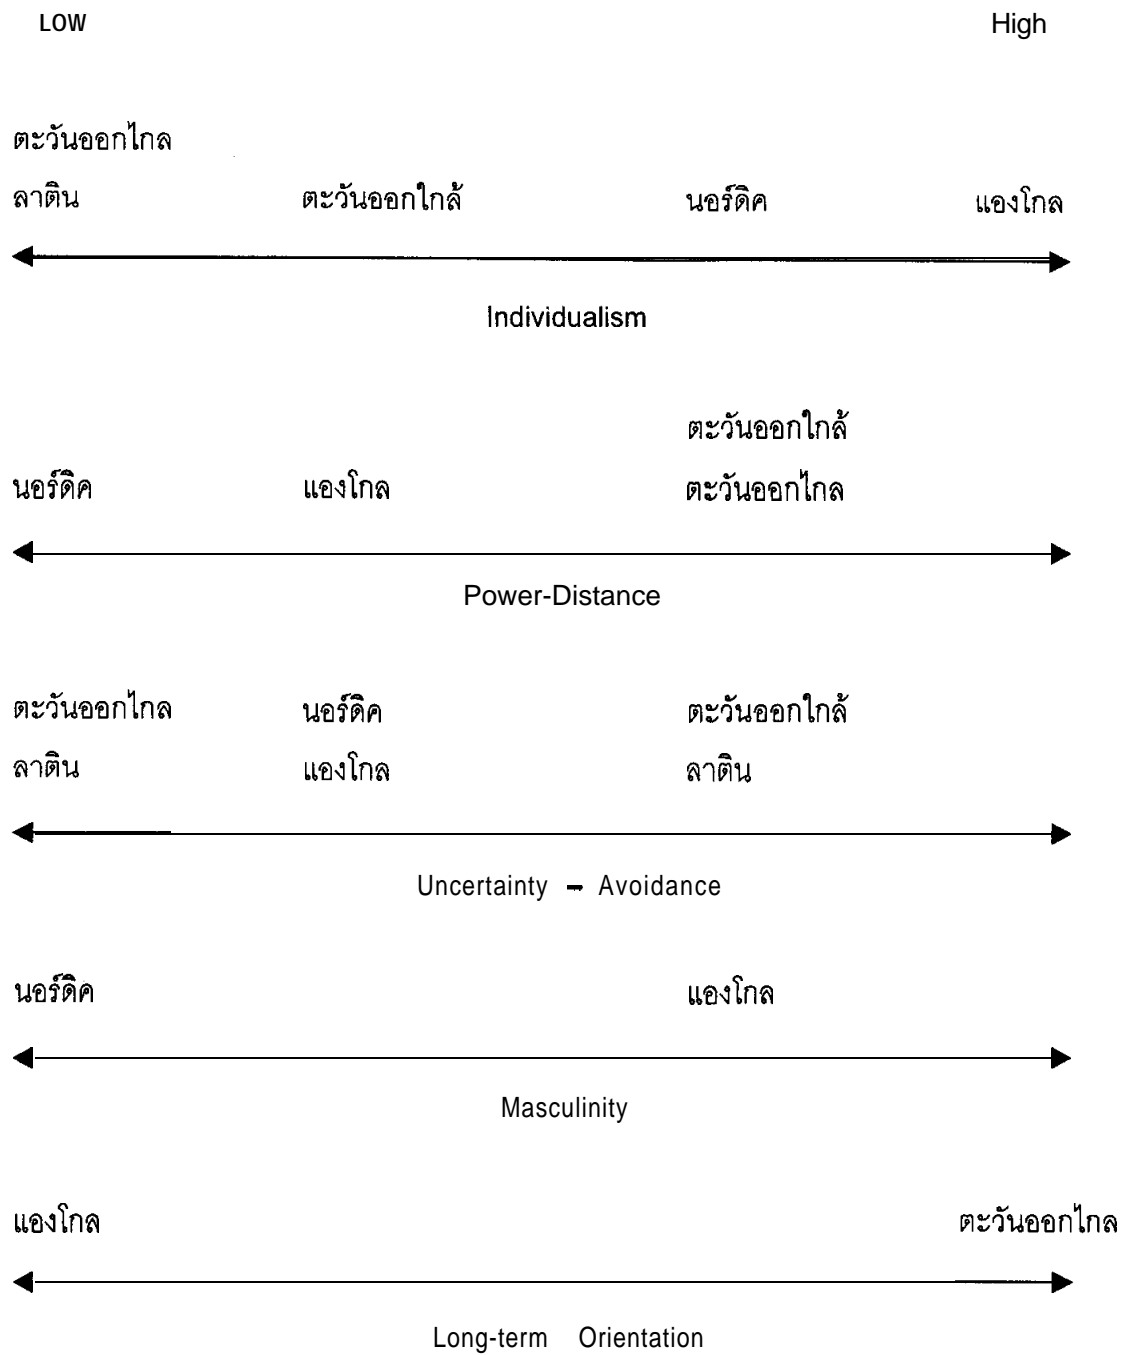 LOW High
ตะวันออกไกล
ลาติน ตะวันออกใกล้ นอร์ดิค แองโกล
Individualism
ตะวันออกใกล้
นอร์ดิค แองโกล ตะวันออกไกล
Power-Distance
ตะวันออกไกล นอร์ดิค ตะวันออกใกล้
ลาติน แองโกล ลาติน
Uncertainty – Avoidance
นอร์ดิค แองโกล
Masculinity
แองโกล ตะวันออกไกล
Long-term Orientation